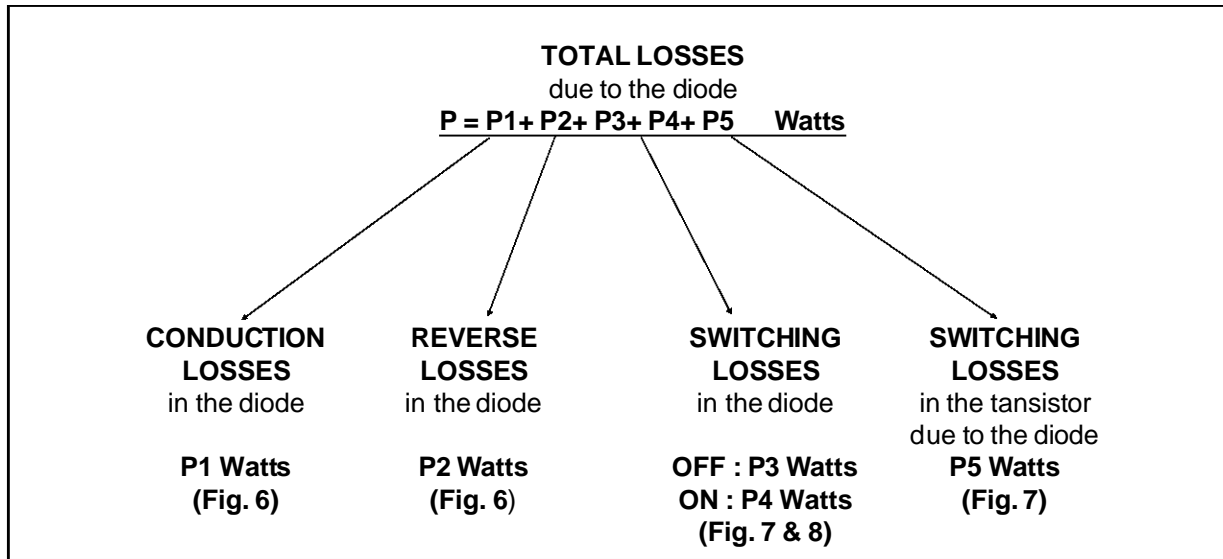 TOTAL LOSSES
due to the diode
P = P1+ P2+ P3+ P4+ P5 Watts
CONDUCTION
LOSSES
in the diode
P1 Watts
(Fig. 6)
REVERSE
LOSSES
in the diode
P2 Watts
(Fig. 6)
SWITCHING
LOSSES
in the diode
OFF : P3 Watts
ON : P4 Watts
(Fig. 7 & 8)
SWITCHING
LOSSES
in the tansistor
due to the diode
P5 Watts
(Fig. 7)